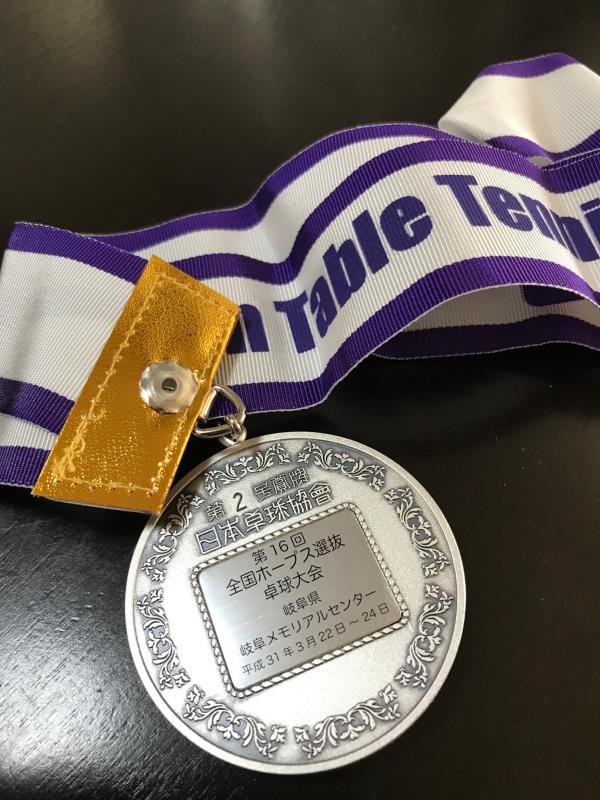 n Table Tenni
第 2
日本卓球協會
第16回
全国ホープス選抜
卓球大会
岐阜県
岐阜メモリアルセンター
平成31年3月22日～24日